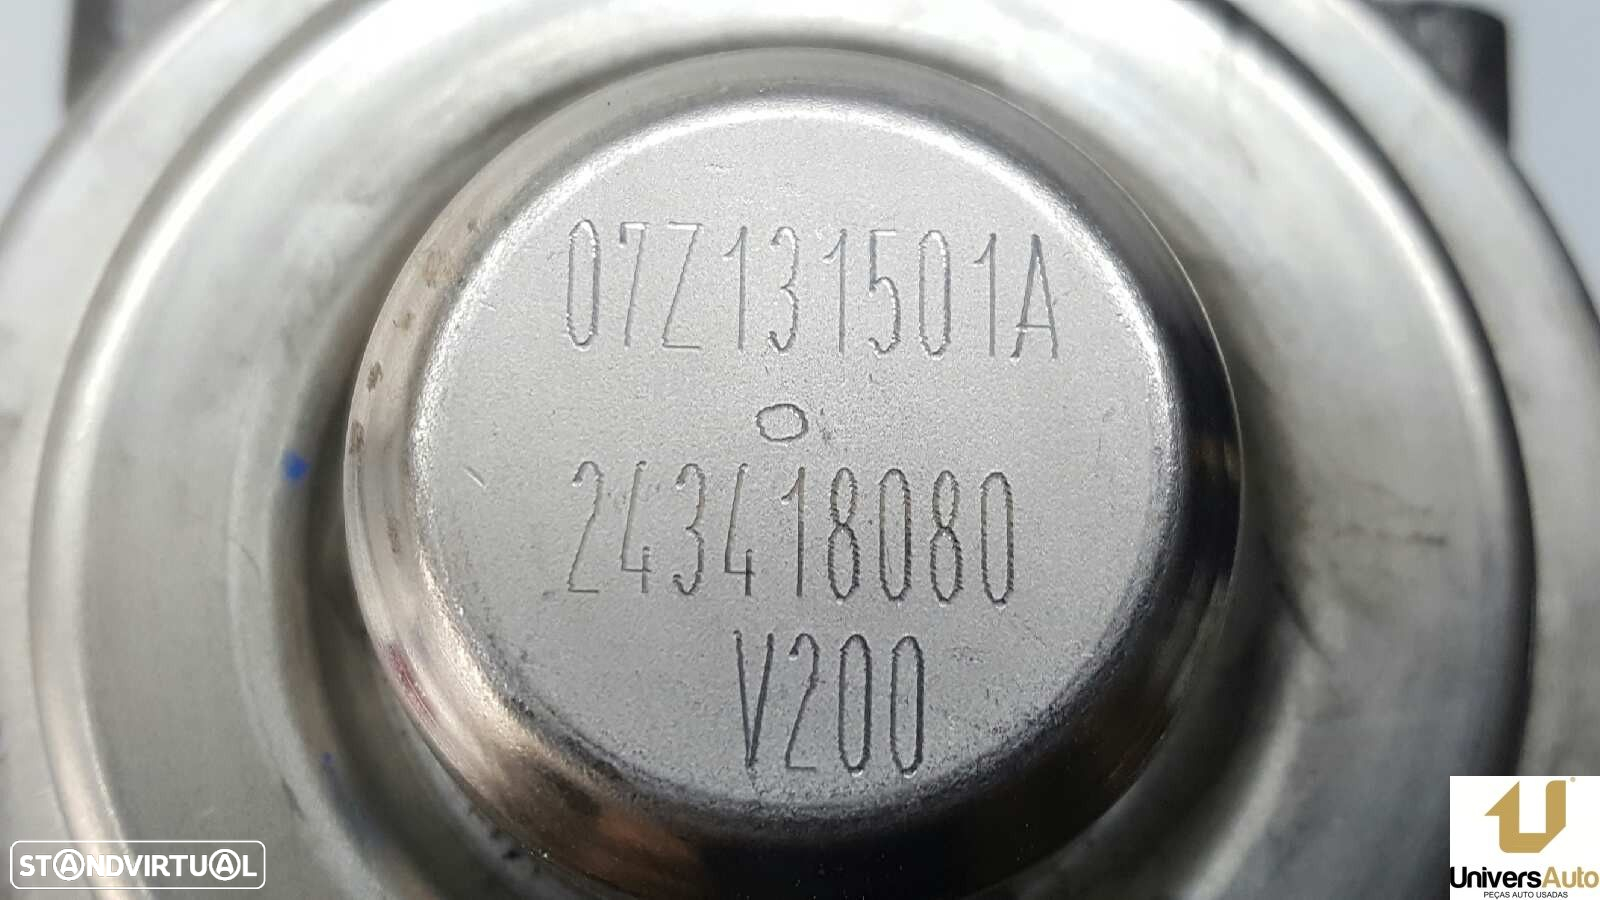 07Z131501A
243418080
V200
STANDVIRTUAL
UniversAuto
PEÇAS AUTO USADAS